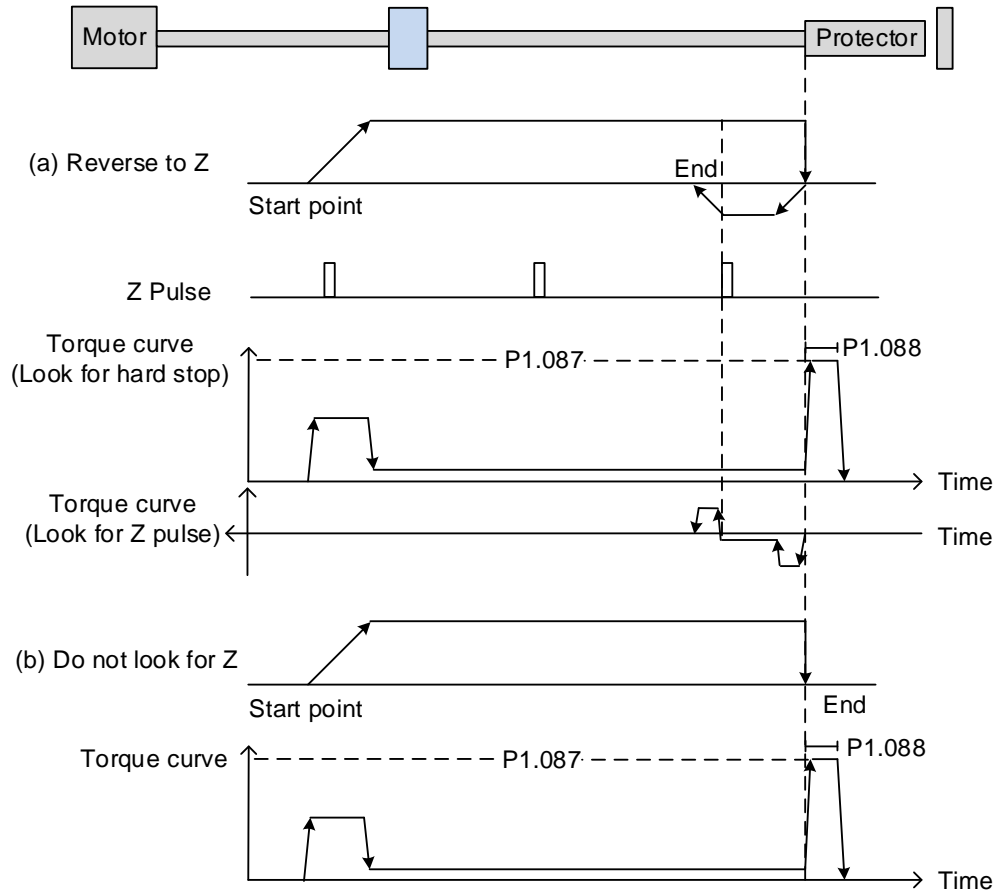 Motor
Protector
(a) Reverse to Z
End
Start point
Z Pulse
Torque curve
(Look for hard stop)
P1.087
P1.088
Time
Torque curve
(Look for Z pulse)
Time
(b) Do not look for Z
Start point
End
Torque curve
P1.087
P1.088
Time